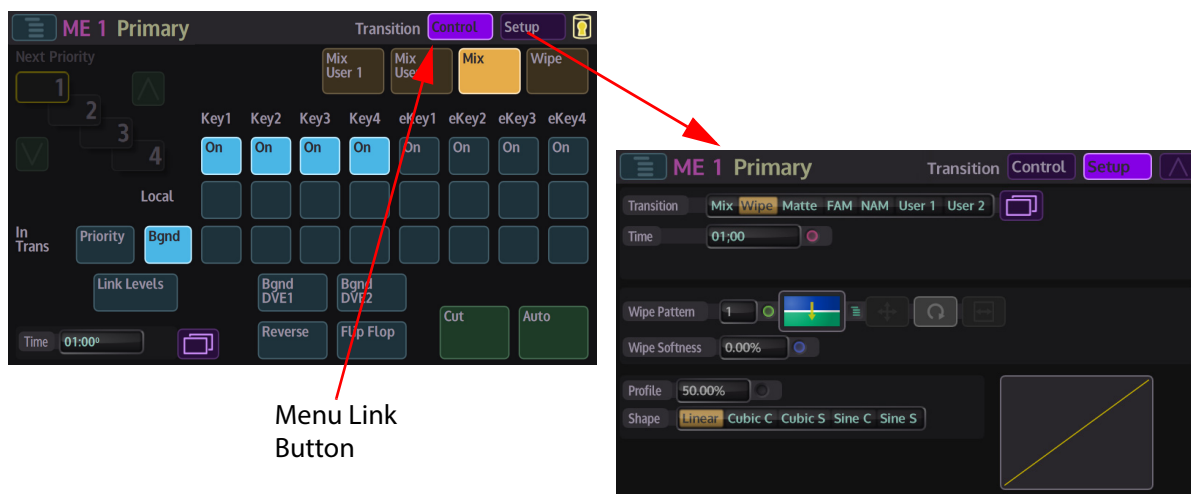 ME 1 Primary Transition Control Setup
Next Priority
1
2
3
4
Mix User 1
Mix User
Mix
Wipe
Key1 Key2 Key3 Key4 eKey1 eKey2 eKey3 eKey4
On On On On On On On On
Local
In Trans
Priority Bgnd
Link Levels
Bgnd DVE1
Bgnd DVE2
Reverse
Flip Flop
Cut
Auto
Time 01:00
Menu Link
Button
ME 1 Primary Transition Control Setup
Transition Mix Wipe Matte FAM NAM User 1 User 2
Time 01;00
Wipe Pattern 1
Wipe Softness 0.00%
Profile 50.00%
Shape Linear Cubic C Cubic S Sine C Sine S